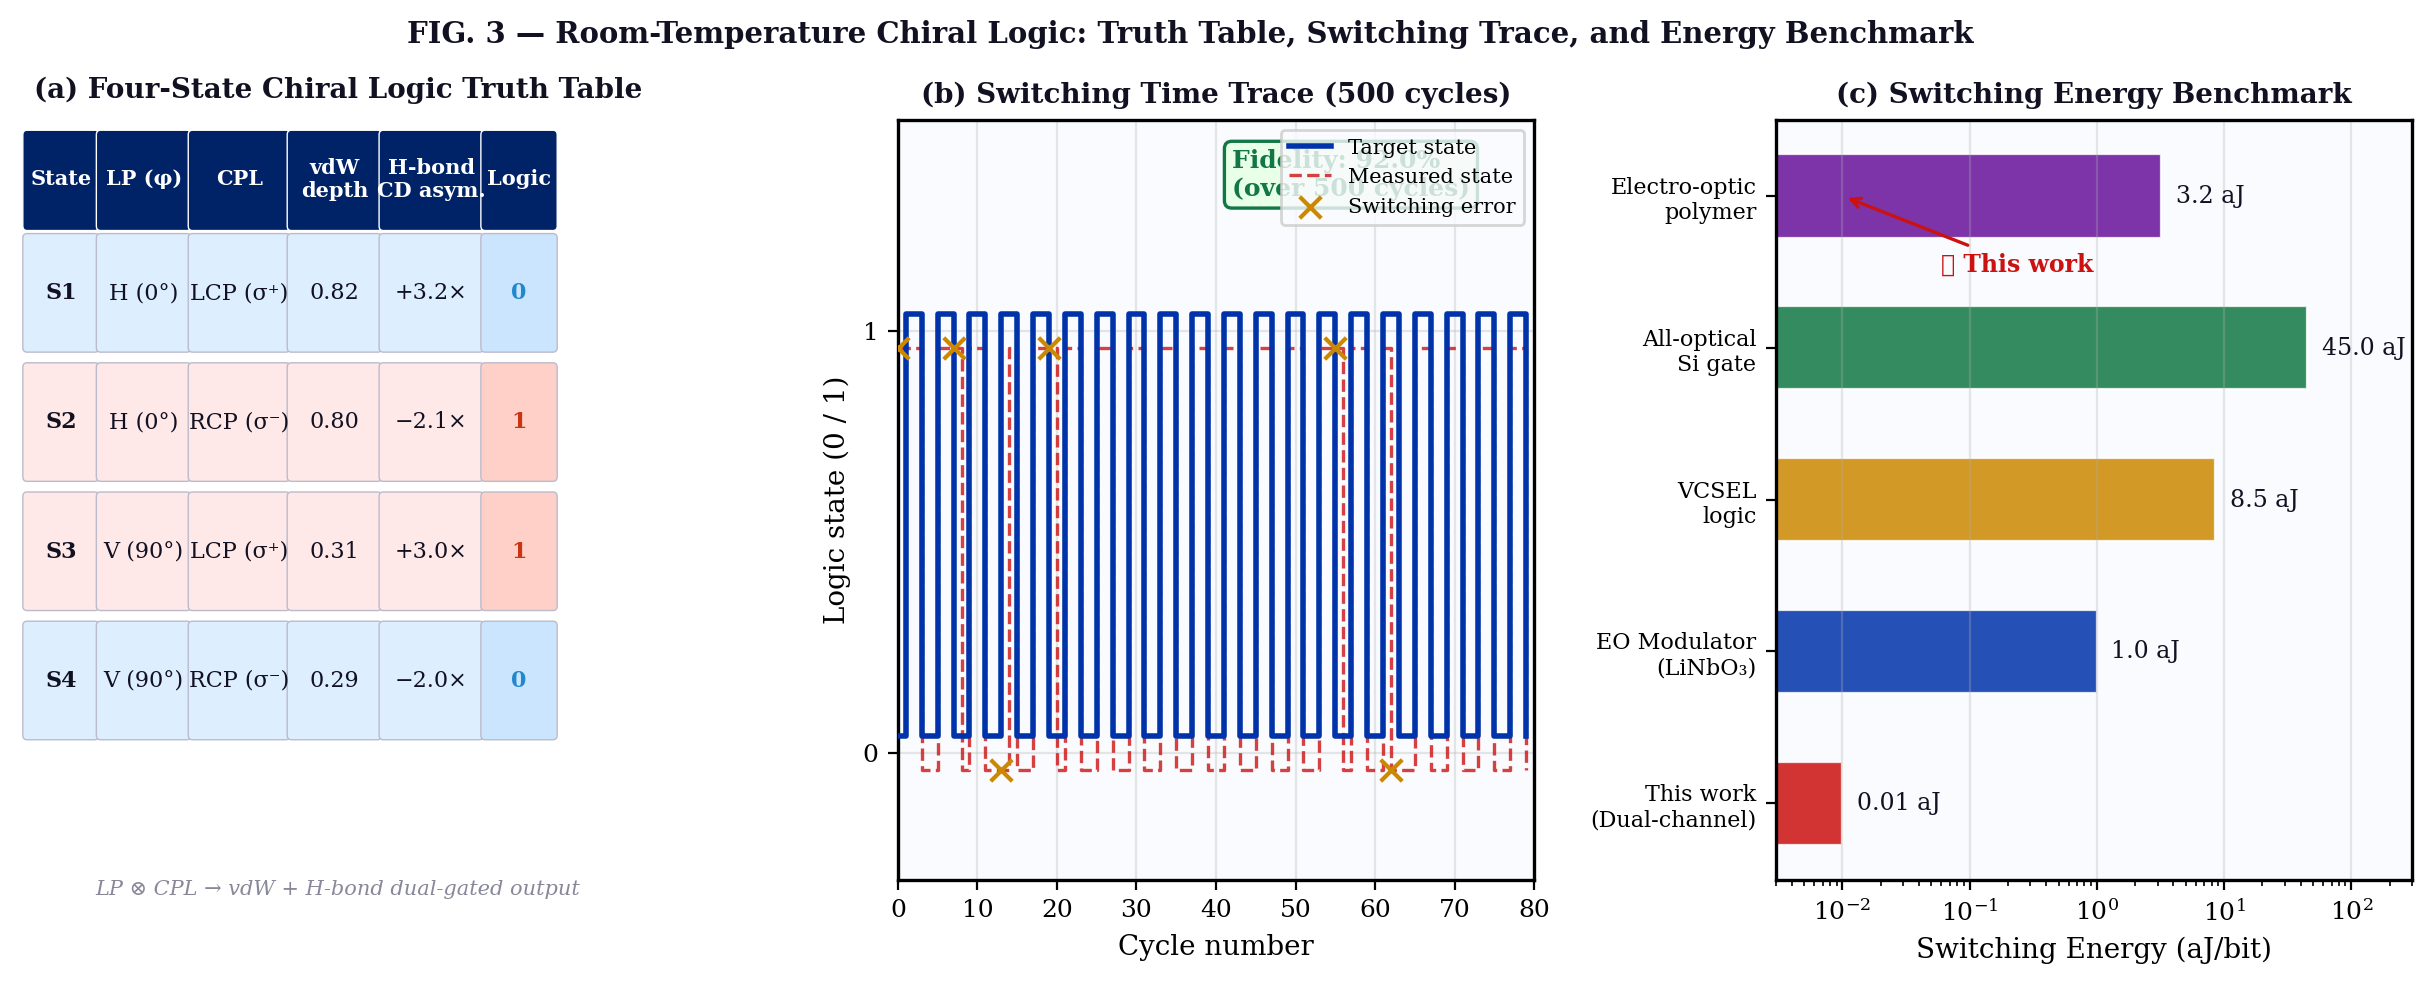 FIG. 3 — Room-Temperature Chiral Logic: Truth Table, Switching Trace, and Energy Benchmark
(a) Four-State Chiral Logic Truth Table
State LP (φ) CPL vdW depth H-bond CD asym. Logic
S1 H (0°) LCP (σ⁺) 0.82 +3.2× 0
S2 H (0°) RCP (σ⁻) 0.80 −2.1× 1
S3 V (90°) LCP (σ⁺) 0.31 +3.0× 1
S4 V (90°) RCP (σ⁻) 0.29 −2.0× 0
LP ⊗ CPL → vdW + H-bond dual-gated output
(b) Switching Time Trace (500 cycles)
Fidelity: 92.0%
(over 500 cycles)
Target state
Measured state
Switching error
Logic state (0 / 1)
1
0
0 10 20 30 40 50 60 70 80
Cycle number
(c) Switching Energy Benchmark
Electro-optic
polymer
3.2 aJ
This work
All-optical
Si gate
45.0 aJ
VCSEL
logic
8.5 aJ
EO Modulator
(LiNbO₃)
1.0 aJ
This work
(Dual-channel)
0.01 aJ
10⁻² 10⁻¹ 10⁰ 10¹ 10²
Switching Energy (aJ/bit)